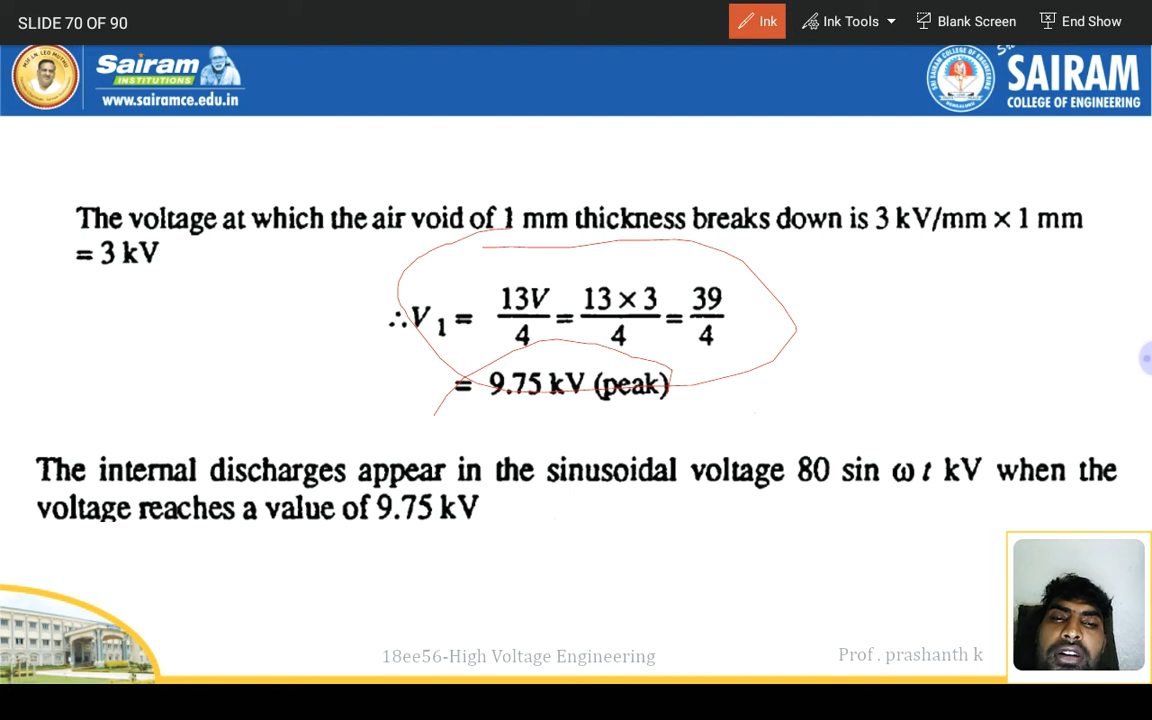 SLIDE 70 OF 90
Ink
Ink Tools
Blank Screen
End Show
MJF. LN. LEO MUTHU
Sairam
INSTITUTIONS
www.sairamce.edu.in
SAIRAM
COLLEGE OF ENGINEERING
The voltage at which the air void of 1 mm thickness breaks down is 3 kV/mm × 1 mm
= 3 kV
∴ V₁ = 13V/4 = 13 × 3/4 = 39/4
= 9.75 kV (peak)
The internal discharges appear in the sinusoidal voltage 80 sin ω t kV when the
voltage reaches a value of 9.75 kV
18ee56-High Voltage Engineering
Prof . prashanth k